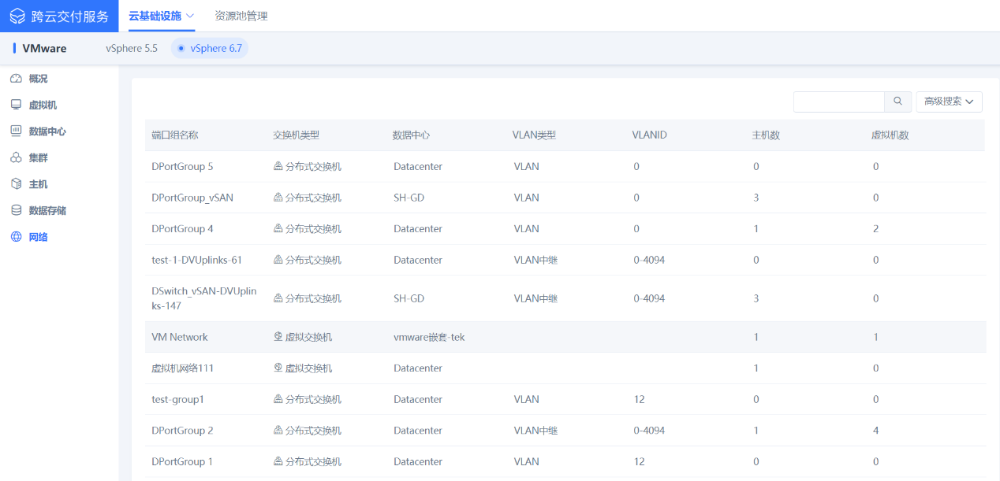 跨云交付服务 云基础设施 资源池管理
VMware vSphere 5.5 vSphere 6.7
概况
虚拟机
数据中心
集群
主机
数据存储
网络
高级搜索
端口组名称 交换机类型 数据中心 VLAN类型 VLANID 主机数 虚拟机数
DPortGroup 5 分布式交换机 Datacenter VLAN 0 0 0
DPortGroup_vSAN 分布式交换机 SH-GD VLAN 0 3 0
DPortGroup 4 分布式交换机 Datacenter VLAN 0 1 2
test-1-DVUplinks-61 分布式交换机 Datacenter VLAN中继 0-4094 0 0
DSwitch_vSAN-DVUplin
ks-147 分布式交换机 SH-GD VLAN中继 0-4094 3 0
VM Network 虚拟交换机 vmware嵌套-tek 1 1
虚拟机网络111 虚拟交换机 Datacenter 1 0
test-group1 分布式交换机 Datacenter VLAN 12 0 0
DPortGroup 2 分布式交换机 Datacenter VLAN中继 0-4094 1 4
DPortGroup 1 分布式交换机 Datacenter VLAN 12 0 0